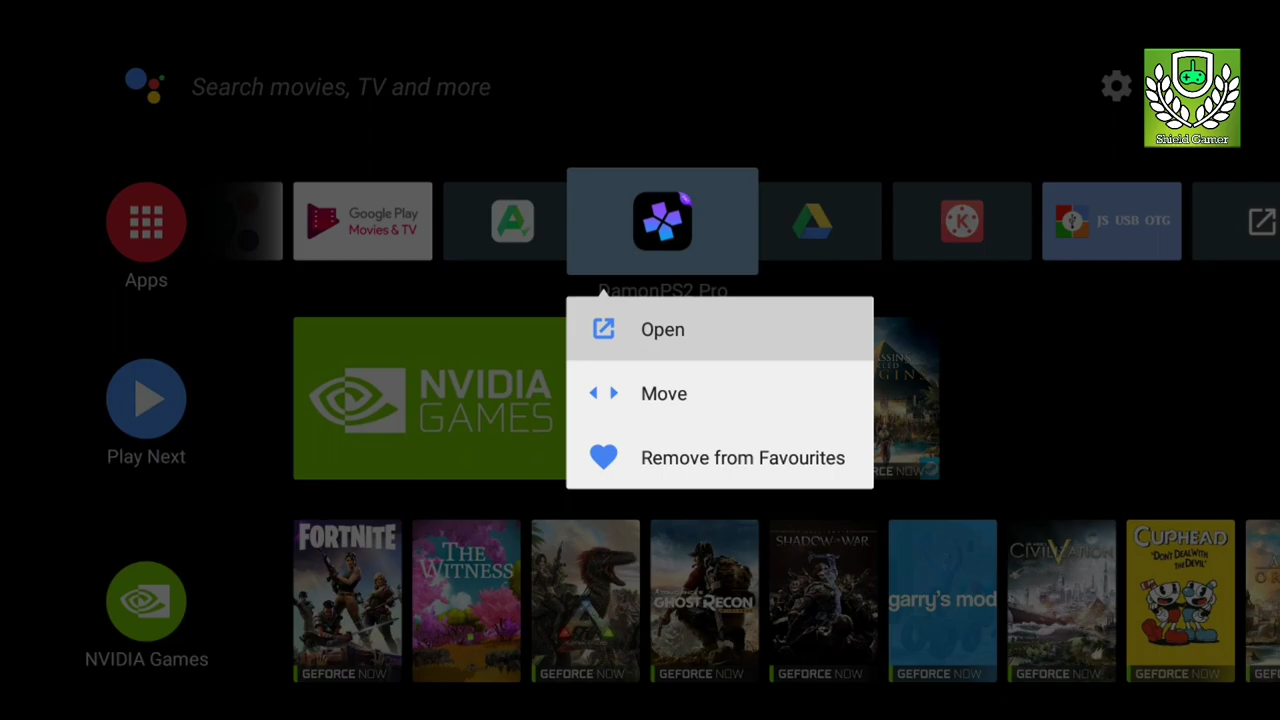 Search movies, TV and more
Shield Gamer
Google Play
Movies & TV
JS USB OTG
Apps
DamonPS2 Pro
Open
Move
Remove from Favourites
NVIDIA
GAMES
GEFORCE NOW
Play Next
FORTNITE
GEFORCE NOW
THE
WITNESS
GEFORCE NOW
GHOST RECON
GEFORCE NOW
SHADOW OF WAR
GEFORCE NOW
garry's mod
GEFORCE NOW
CIVILIZATION V
GEFORCE NOW
CUPHEAD
"DON'T DEAL WITH
THE DEVIL"
GEFORCE NOW
NVIDIA Games